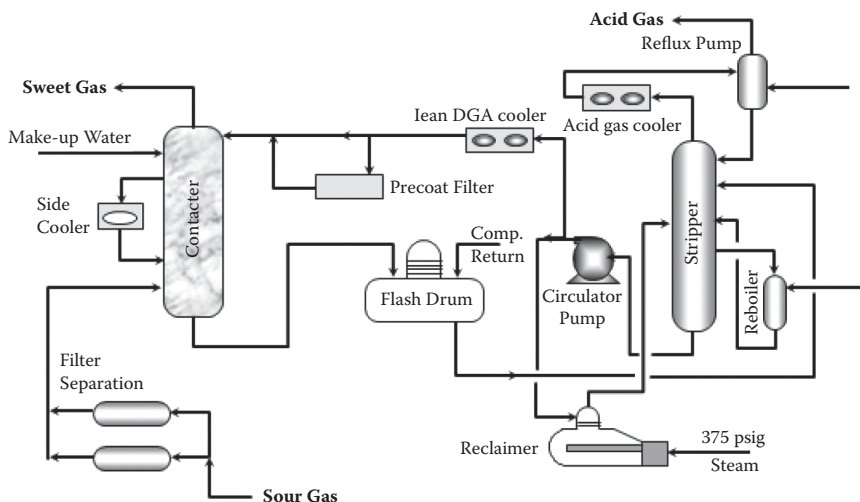 Acid Gas
Reflux Pump
Sweet Gas
Iean DGA cooler
Acid gas cooler
Make-up Water
Precoat Filter
Side
Cooler
Contacter
Stripper
Comp.
Return
Flash Drum
Circulator
Pump
Reboiler
Filter
Separation
Reclaimer
375 psig
Steam
Sour Gas